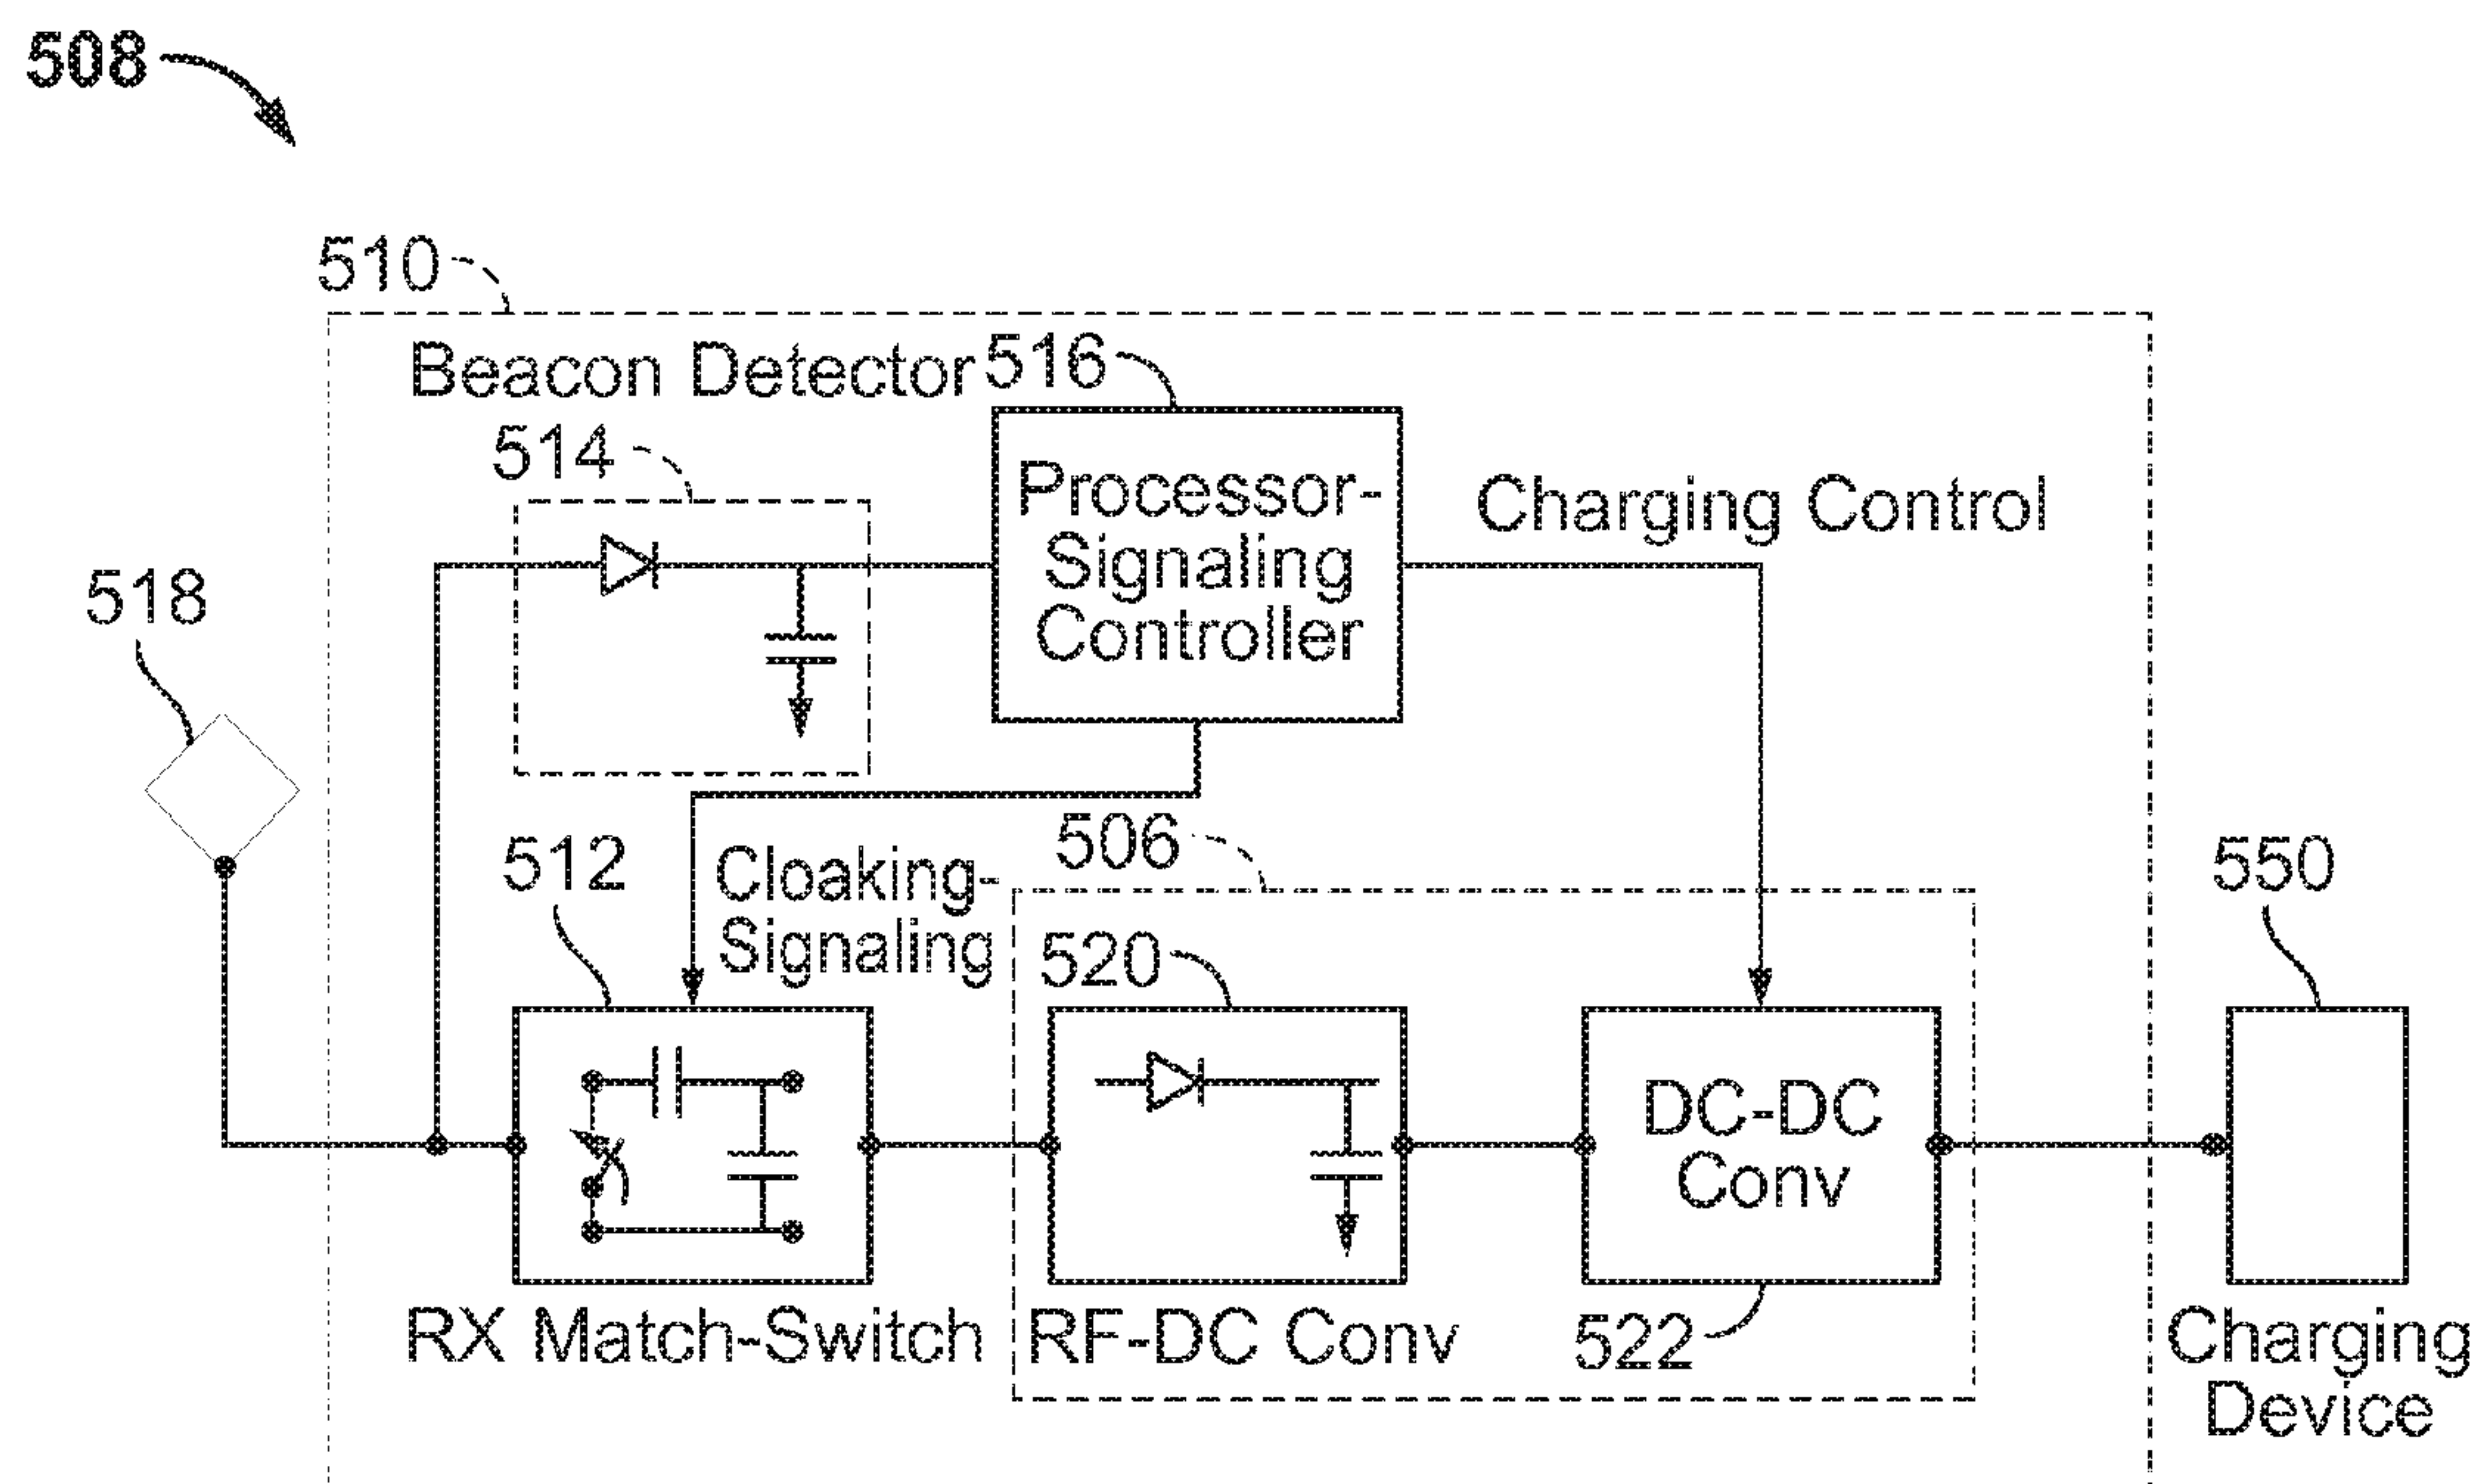 508
510
Beacon Detector
516
514
Processor-
Signaling
Controller
Charging Control
518
512
Cloaking-
Signaling
506
520
550
DC-DC
Conv
RX Match-Switch
RF-DC Conv
522
Charging
Device